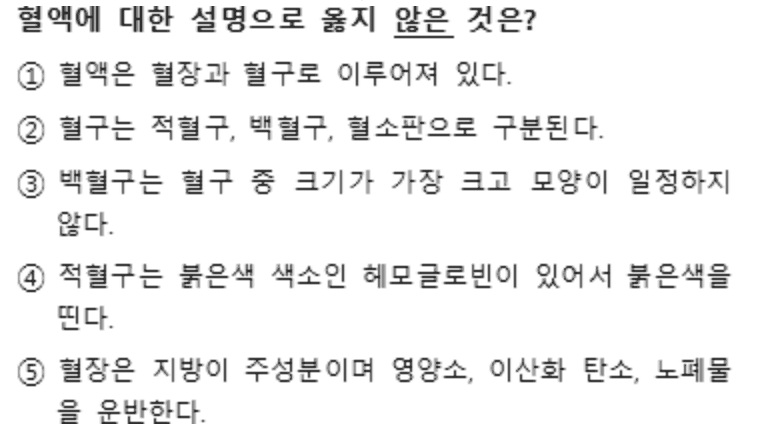 혈액에 대한 설명으로 옳지 않은 것은?
① 혈액은 혈장과 혈구로 이루어져 있다.
② 혈구는 적혈구, 백혈구, 혈소판으로 구분된다.
③ 백혈구는 혈구 중 크기가 가장 크고 모양이 일정하지
않다.
④ 적혈구는 붉은색 색소인 헤모글로빈이 있어서 붉은색을
띤다.
⑤ 혈장은 지방이 주성분이며 영양소, 이산화 탄소, 노폐물
을 운반한다.